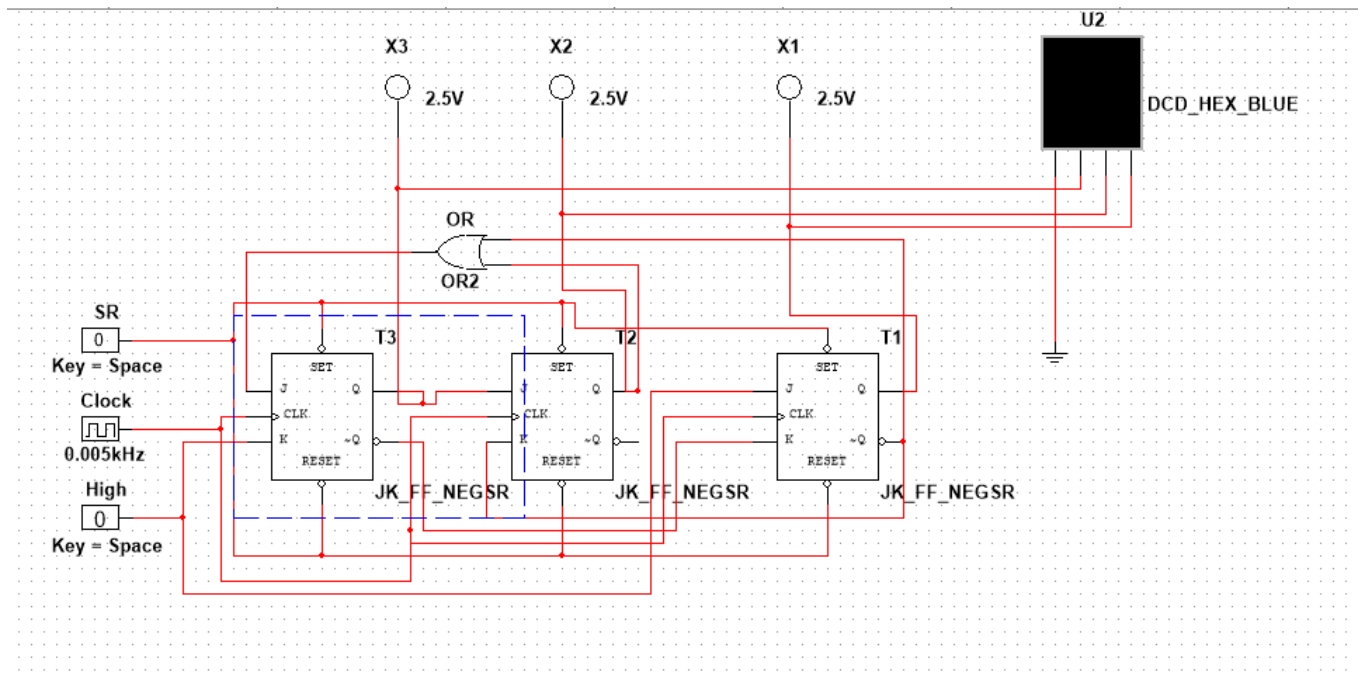 U2
X3
X2
X1
2.5V
2.5V
2.5V
DCD_HEX_BLUE
OR
OR2
SR
0
Key = Space
T3
T2
T1
SET
SET
SET
J
Q
J
Q
J
Q
Clock
CLK
CLK
CLK
0.005kHz
K
~Q
K
~Q
K
~Q
RESET
RESET
RESET
High
JK_FF_NEGSR
JK_FF_NEGSR
JK_FF_NEGSR
0
Key = Space